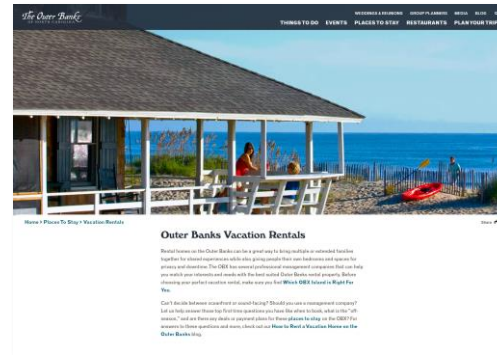 The Outer Banks
OF NORTH CAROLINA
WEDDINGS & REUNIONS GROUP PLANNERS MEDIA BLOG
THINGS TO DO EVENTS PLACES TO STAY RESTAURANTS PLAN YOUR TRIP
Home > Places To Stay > Vacation Rentals
Share
Outer Banks Vacation Rentals
Rental homes on the Outer Banks can be a great way to bring multiple or extended families
together for shared experiences while also giving people their own bedrooms and spaces for
privacy and downtime. The OBX has several professional management companies that can help
you match your interests and needs with the best suited Outer Banks rental property. Before
choosing your perfect vacation rental, make sure you find Which OBX Island is Right For
You.
Can't decide between oceanfront or sound-facing? Should you use a management company?
Let us help answer those top first time questions you have like when to book, what is the "off-
season," and are there any deals or payment plans for these places to stay on the OBX? For
answers to these questions and more, check out our How to Rent a Vacation Home on the
Outer Banks blog.